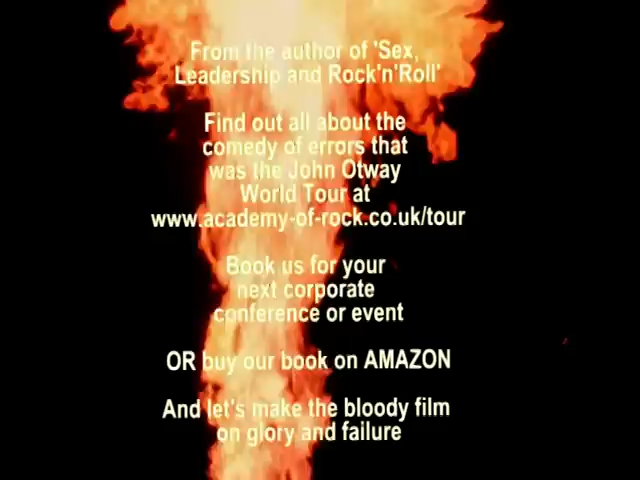 From the author of 'Sex,
Leadership and Rock'n'Roll'
Find out all about the
comedy of errors that
was the John Otway
World Tour at
www.academy-of-rock.co.uk/tour
Book us for your
next corporate
conference or event
OR buy our book on AMAZON
And let's make the bloody film
on glory and failure